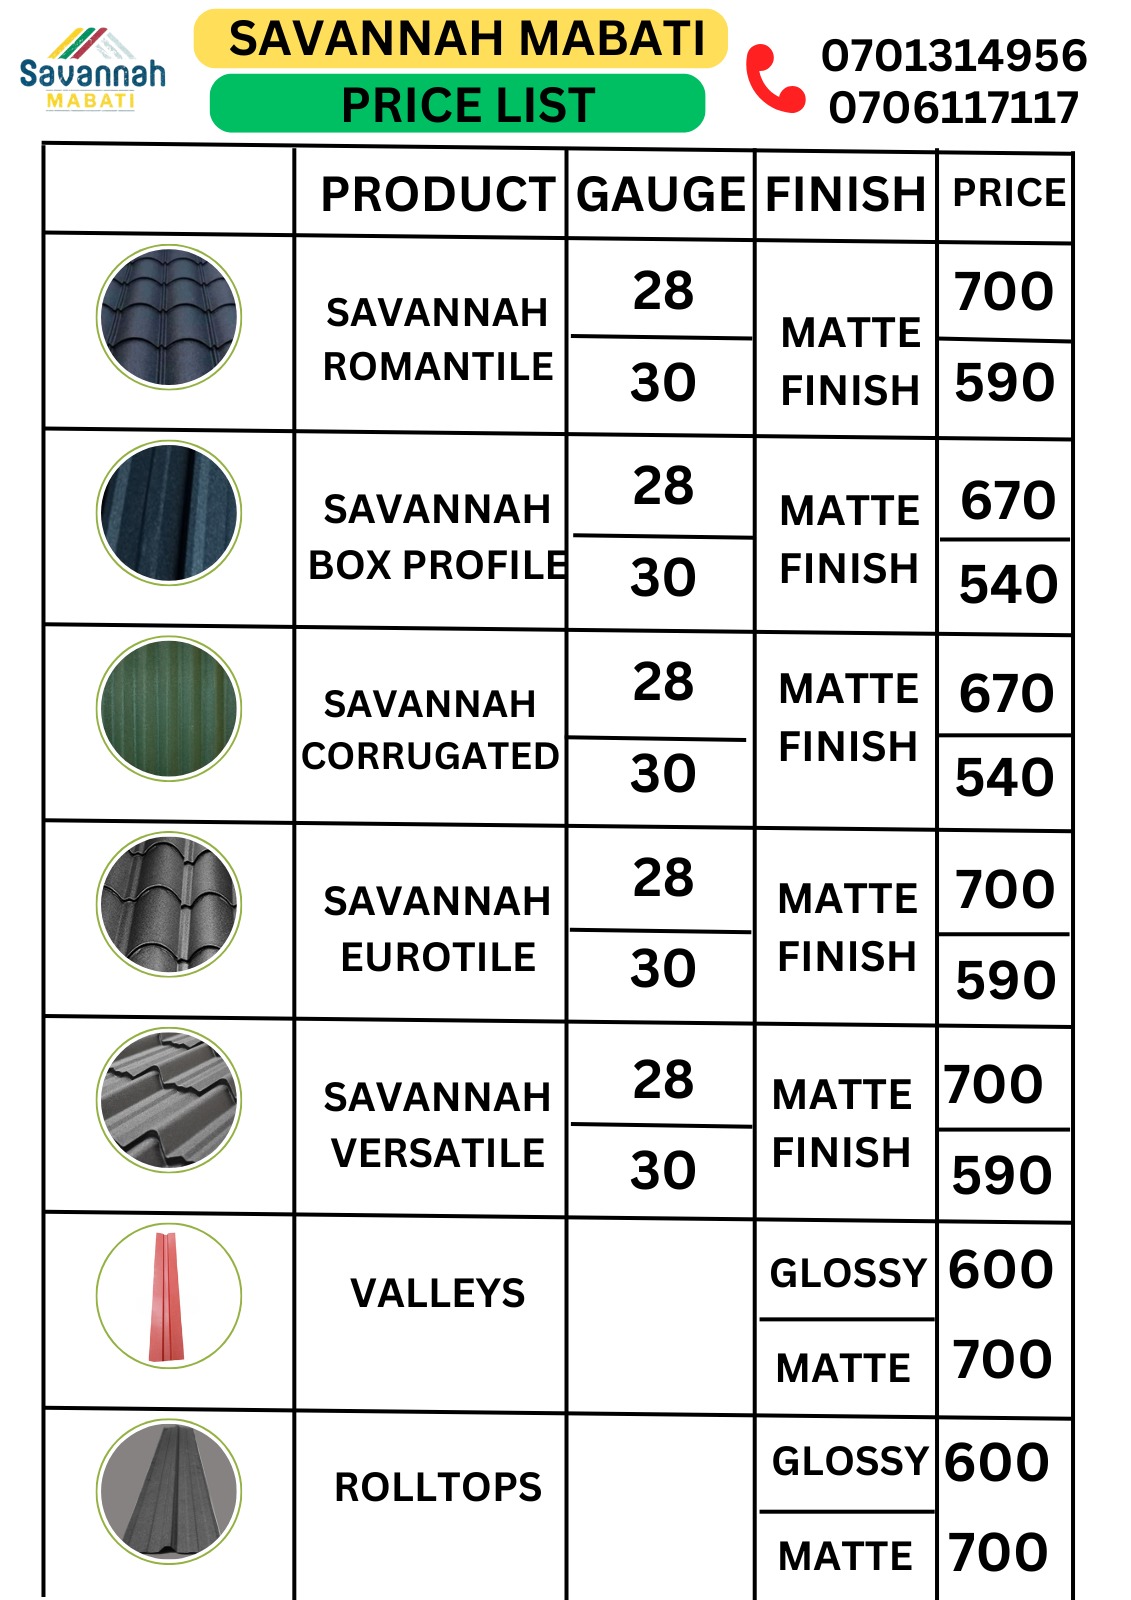 Savannah
MABATI
SAVANNAH MABATI
PRICE LIST
0701314956
0706117117
PRODUCT GAUGE FINISH PRICE
SAVANNAH
ROMANTILE
28
30
MATTE
FINISH
700
590
SAVANNAH
BOX PROFILE
28
30
MATTE
FINISH
670
540
SAVANNAH
CORRUGATED
28
30
MATTE
FINISH
670
540
SAVANNAH
EUROTILE
28
30
MATTE
FINISH
700
590
SAVANNAH
VERSATILE
28
30
MATTE
FINISH
700
590
VALLEYS
GLOSSY 600
MATTE 700
ROLLTOPS
GLOSSY 600
MATTE 700